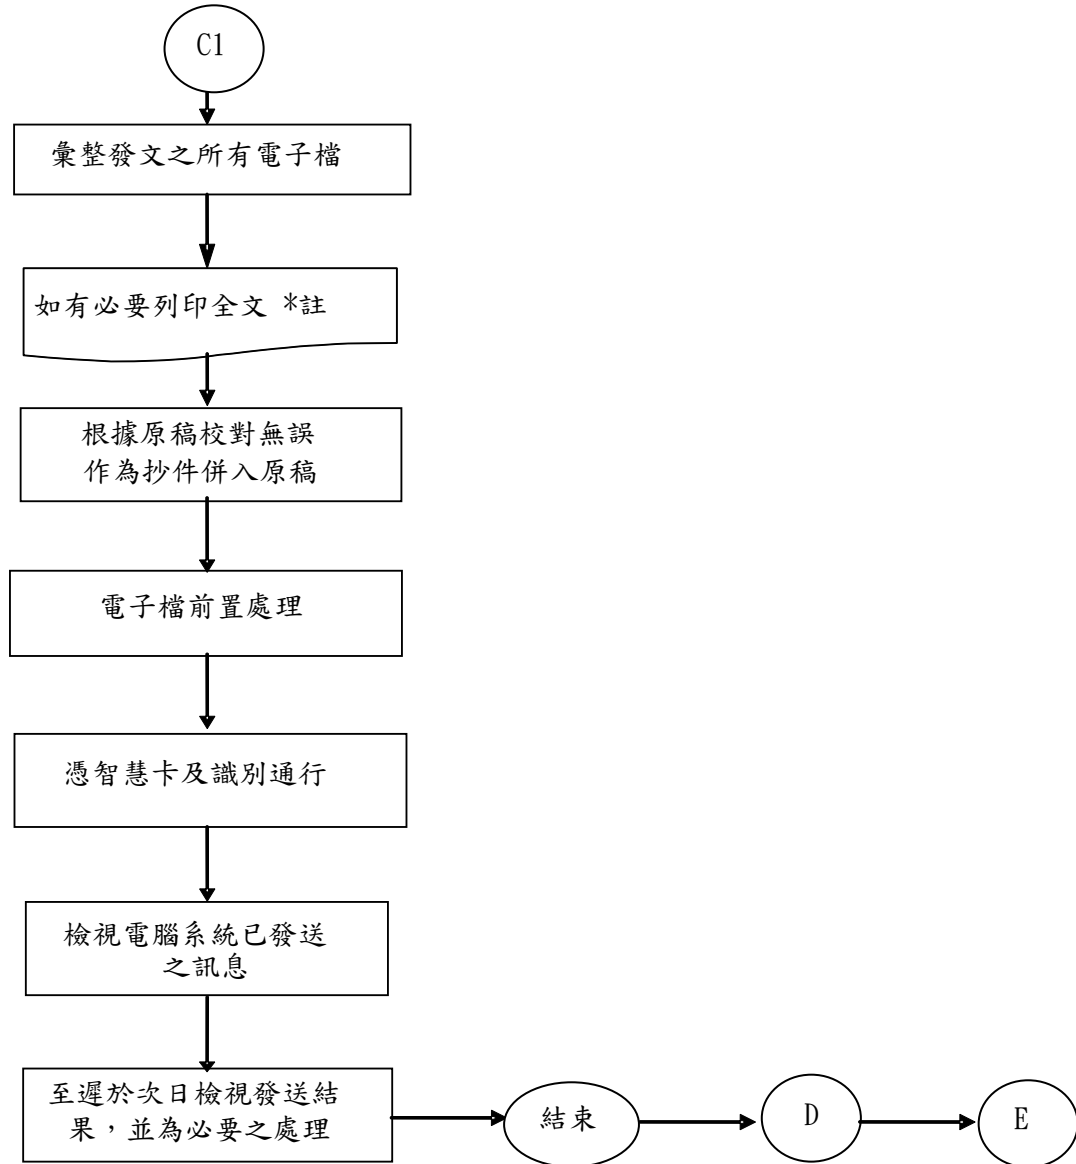 C1
彙整發文之所有電子檔
如有必要列印全文 *註
根據原稿校對無誤
作為抄件併入原稿
電子檔前置處理
憑智慧卡及識別通行
檢視電腦系統已發送
之訊息
至遲於次日檢視發送結
果，並為必要之處理
結束
D
E